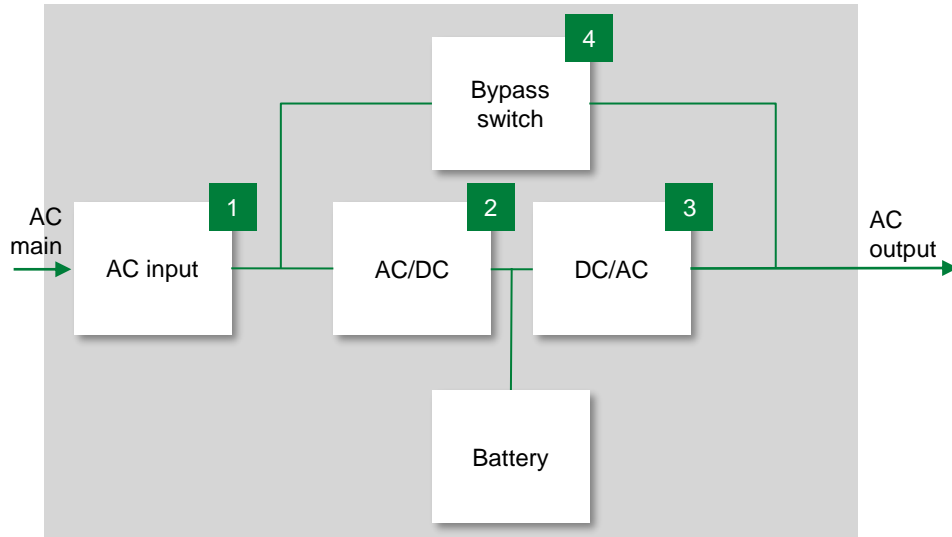 4
Bypass
switch
1
2
3
AC
main
AC input
AC/DC
DC/AC
AC
output
Battery